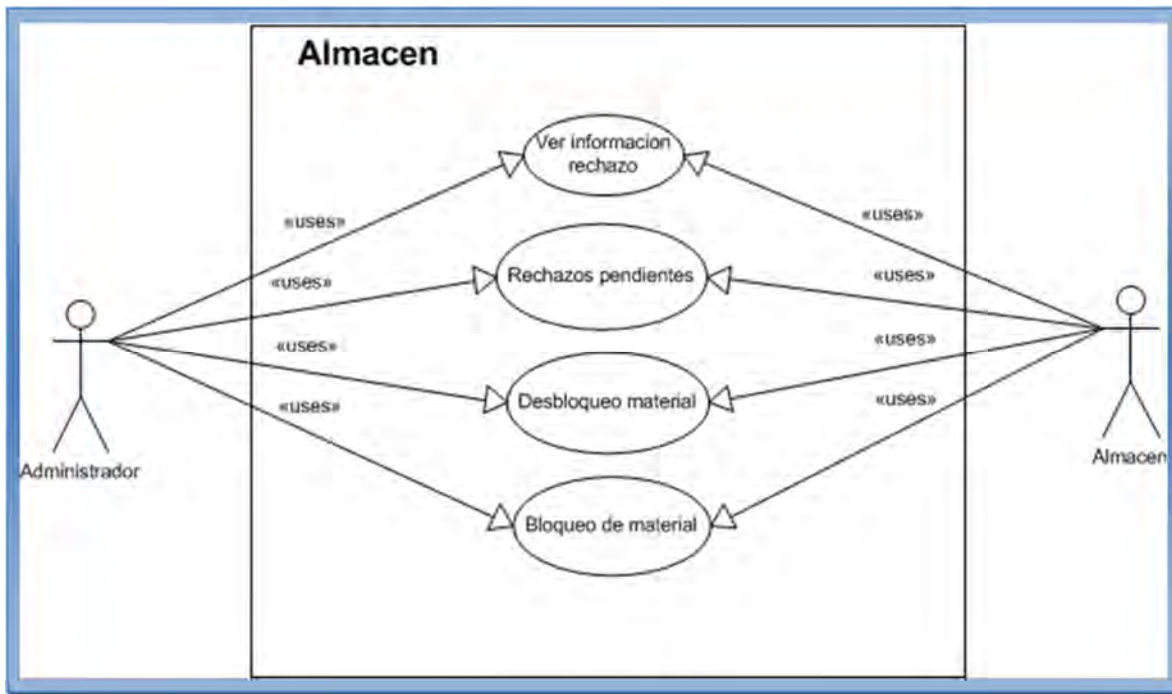 Almacen
Ver informacion
rechazo
«uses»
«uses»
Rechazos pendientes
«uses»
«uses»
«uses»
«uses»
Desbloqueo material
«uses»
«uses»
Bloqueo de material
Administrador
Almacen